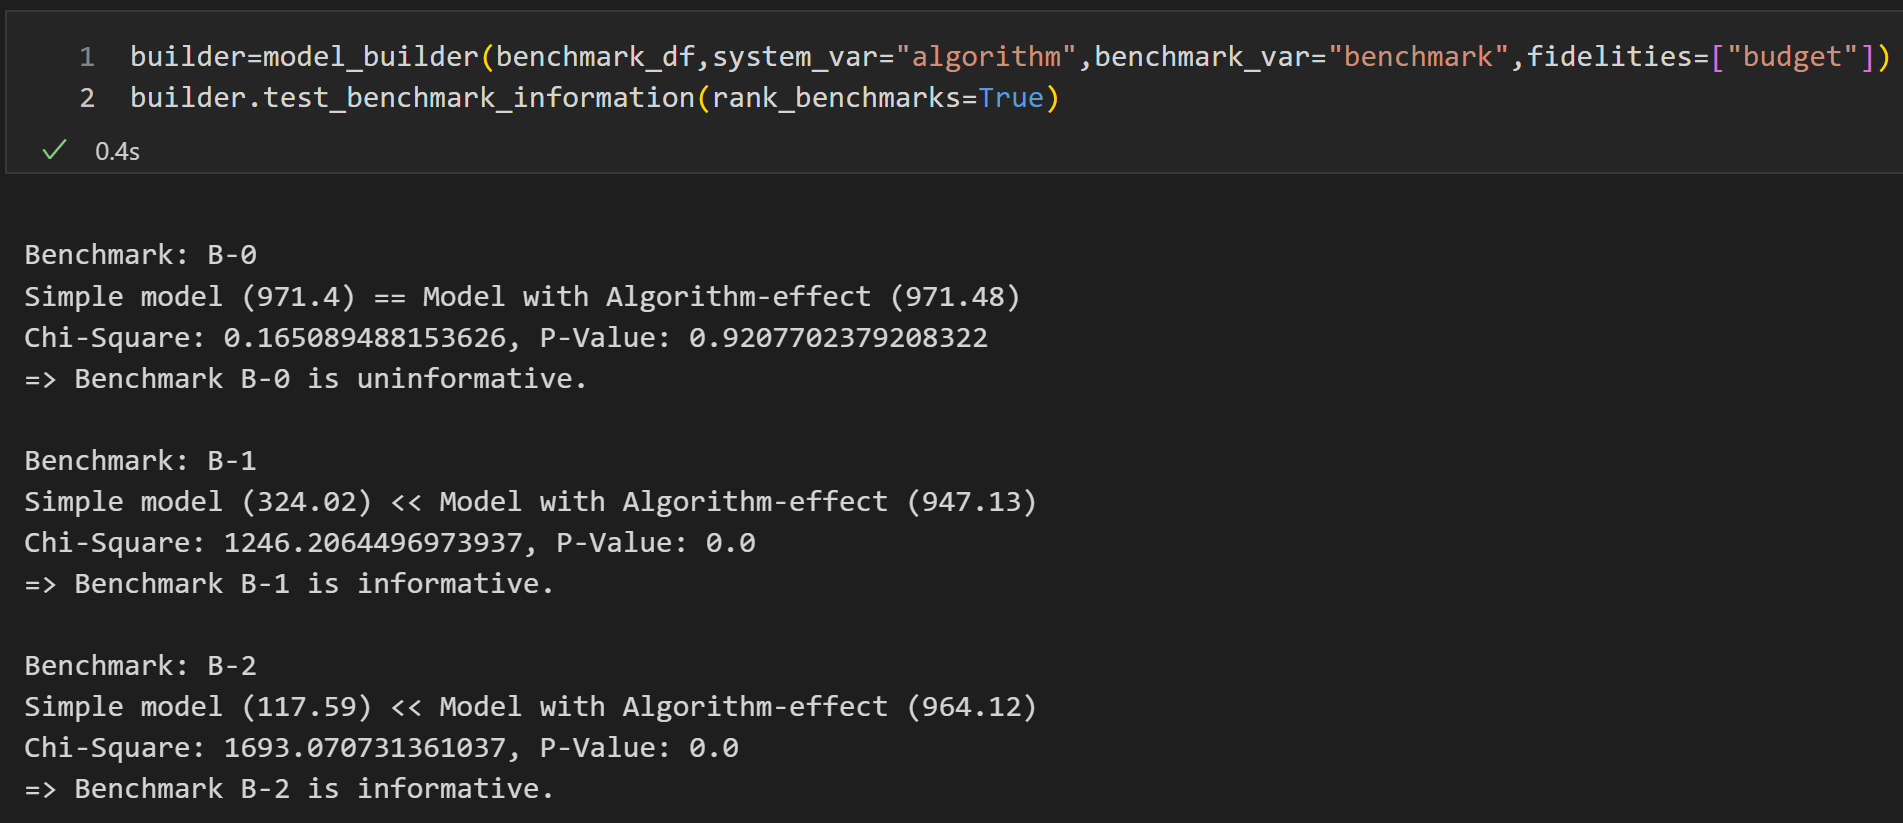 1 builder=model_builder(benchmark_df,system_var="algorithm",benchmark_var="benchmark",fidelities=["budget"])
2 builder.test_benchmark_information(rank_benchmarks=True)
✓ 0.4s
Benchmark: B-0
Simple model (971.4) == Model with Algorithm-effect (971.48)
Chi-Square: 0.165089488153626, P-Value: 0.9207702379208322
=> Benchmark B-0 is uninformative.
Benchmark: B-1
Simple model (324.02) << Model with Algorithm-effect (947.13)
Chi-Square: 1246.2064496973937, P-Value: 0.0
=> Benchmark B-1 is informative.
Benchmark: B-2
Simple model (117.59) << Model with Algorithm-effect (964.12)
Chi-Square: 1693.070731361037, P-Value: 0.0
=> Benchmark B-2 is informative.